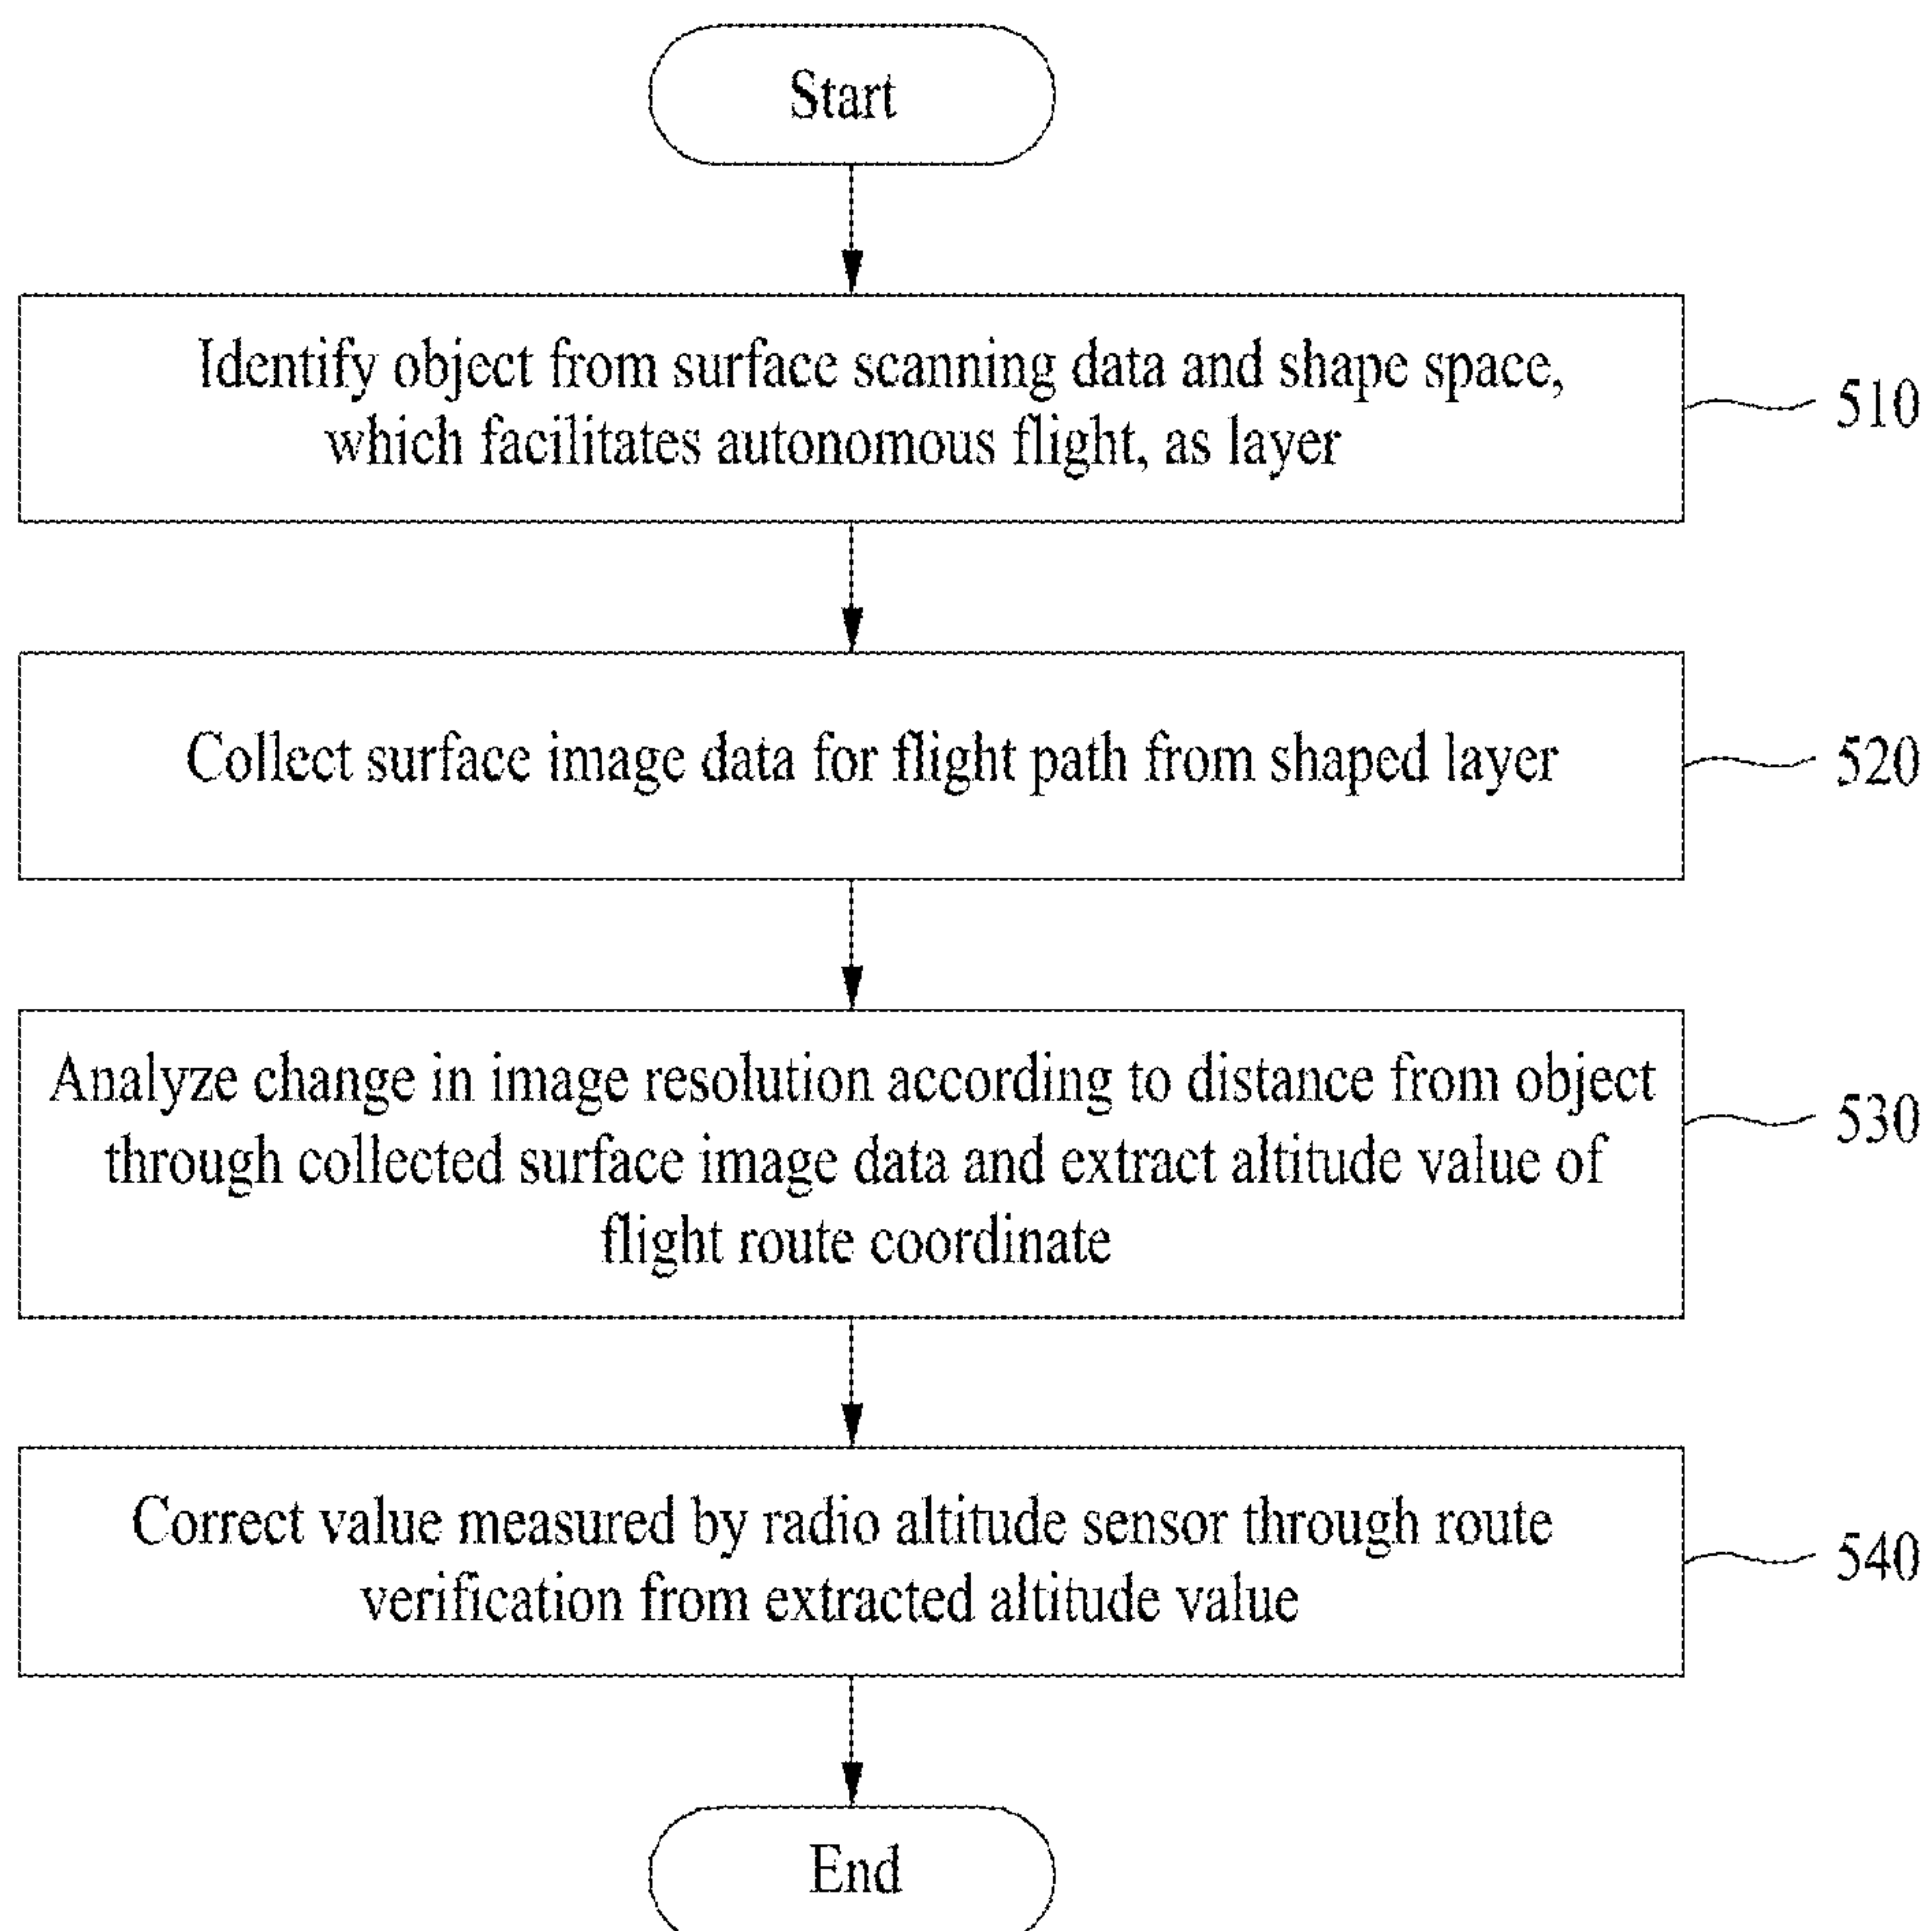 Start
Identify object from surface scanning data and shape space,
which facilitates autonomous flight, as layer
510
Collect surface image data for flight path from shaped layer
520
Analyze change in image resolution according to distance from object
through collected surface image data and extract altitude value of
flight route coordinate
530
Correct value measured by radio altitude sensor through route
verification from extracted altitude value
540
End